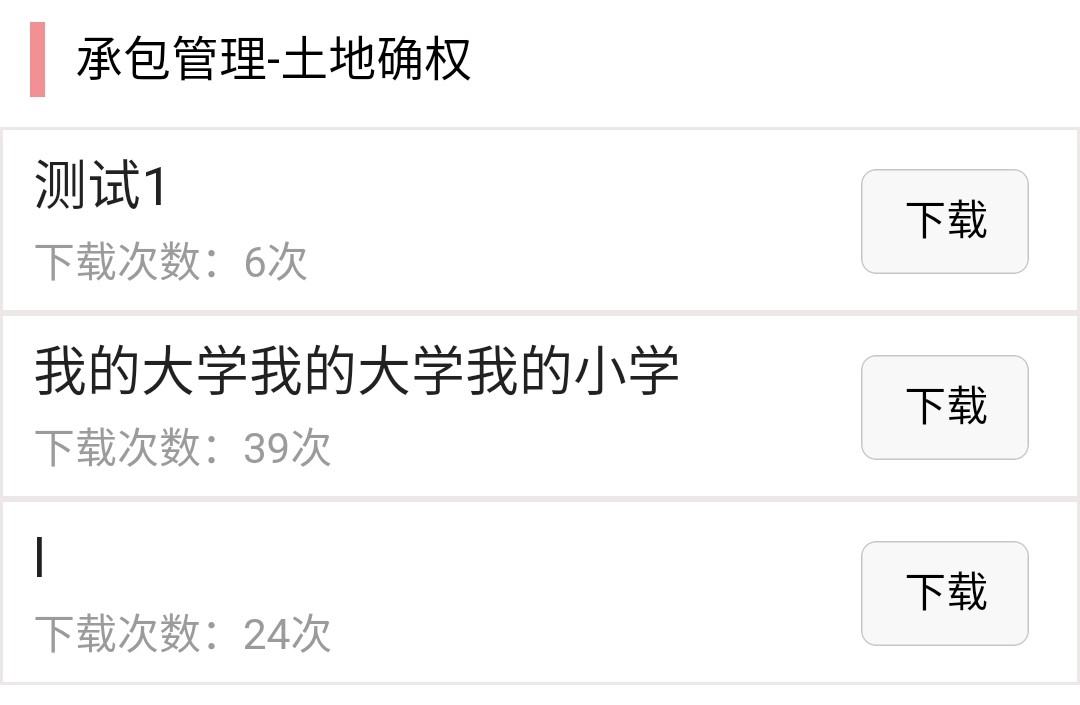 承包管理-土地确权
测试1
下载次数：6次
下载
我的大学我的大学我的小学
下载次数：39次
下载
l
下载次数：24次
下载